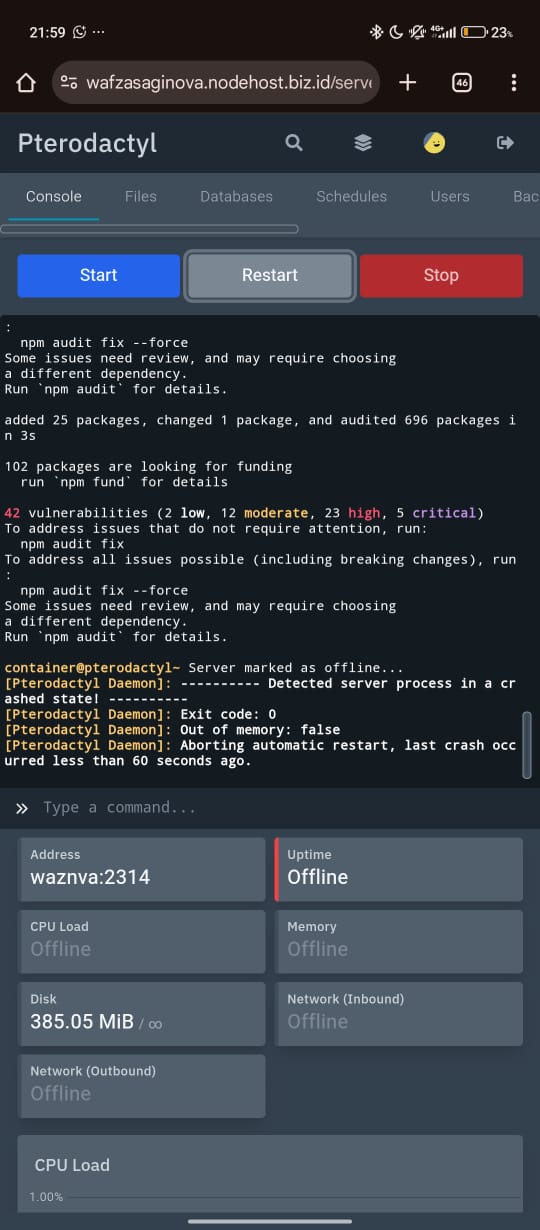 21:59 ... 4G+ 23%
wafzasaginova.nodehost.biz.id/serv 46
Pterodactyl
Console Files Databases Schedules Users Bac
Start Restart Stop
:
npm audit fix --force
Some issues need review, and may require choosing
a different dependency.
Run `npm audit` for details.
added 25 packages, changed 1 package, and audited 696 packages i
n 3s
102 packages are looking for funding
run `npm fund` for details
42 vulnerabilities (2 low, 12 moderate, 23 high, 5 critical)
To address issues that do not require attention, run:
npm audit fix
To address all issues possible (including breaking changes), run
:
npm audit fix --force
Some issues need review, and may require choosing
a different dependency.
Run `npm audit` for details.
container@pterodactyl~ Server marked as offline...
[Pterodactyl Daemon]: ---------- Detected server process in a cr
ashed state! ----------
[Pterodactyl Daemon]: Exit code: 0
[Pterodactyl Daemon]: Out of memory: false
[Pterodactyl Daemon]: Aborting automatic restart, last crash occ
urred less than 60 seconds ago.
» Type a command...
Address Uptime
waznva:2314 Offline
CPU Load Memory
Offline Offline
Disk Network (Inbound)
385.05 MiB / ∞ Offline
Network (Outbound)
Offline
CPU Load
1.00%